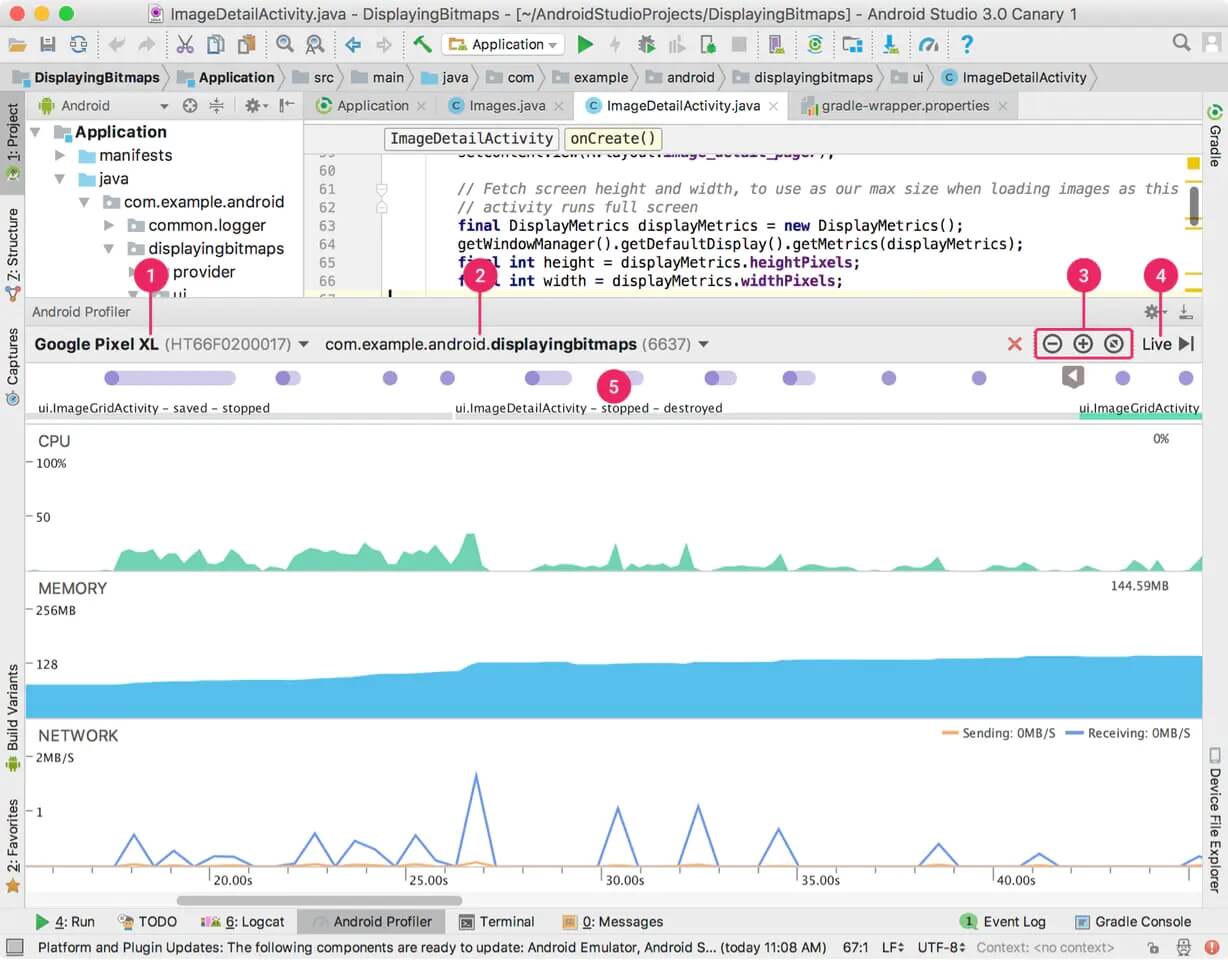 ImageDetailActivity.java - DisplayingBitmaps - [~/AndroidStudioProjects/DisplayingBitmaps] - Android Studio 3.0 Canary 1
Application
DisplayingBitmaps Application src main java com example android displayingbitmaps ui ImageDetailActivity
Android
Application Images.java ImageDetailActivity.java gradle-wrapper.properties
1: Project
Z: Structure
Captures
Build Variants
2: Favorites
Gradle
Device File Explorer
Application
manifests
java
com.example.android
common.logger
displayingbitmaps
provider
ui
ImageDetailActivity onCreate()
60
61 // Fetch screen height and width, to use as our max size when loading images as this
62 // activity runs full screen
63 final DisplayMetrics displayMetrics = new DisplayMetrics();
64 getWindowManager().getDefaultDisplay().getMetrics(displayMetrics);
65 int height = displayMetrics.heightPixels;
66 int width = displayMetrics.widthPixels;
1 2 3 4
Android Profiler
Google Pixel XL (HT66F0200017) com.example.android.displayingbitmaps (6637) Live
5
ui.ImageGridActivity – saved – stopped ui.ImageDetailActivity – stopped – destroyed ui.ImageGridActivity
CPU 0%
100%
50
MEMORY 144.59MB
256MB
128
NETWORK Sending: 0MB/S Receiving: 0MB/S
2MB/S
1
20.00s 25.00s 30.00s 35.00s 40.00s
4: Run TODO 6: Logcat Android Profiler Terminal 0: Messages 1 Event Log Gradle Console
Platform and Plugin Updates: The following components are ready to update: Android Emulator, Android S... (today 11:08 AM) 67:1 LF UTF-8 Context: <no context>